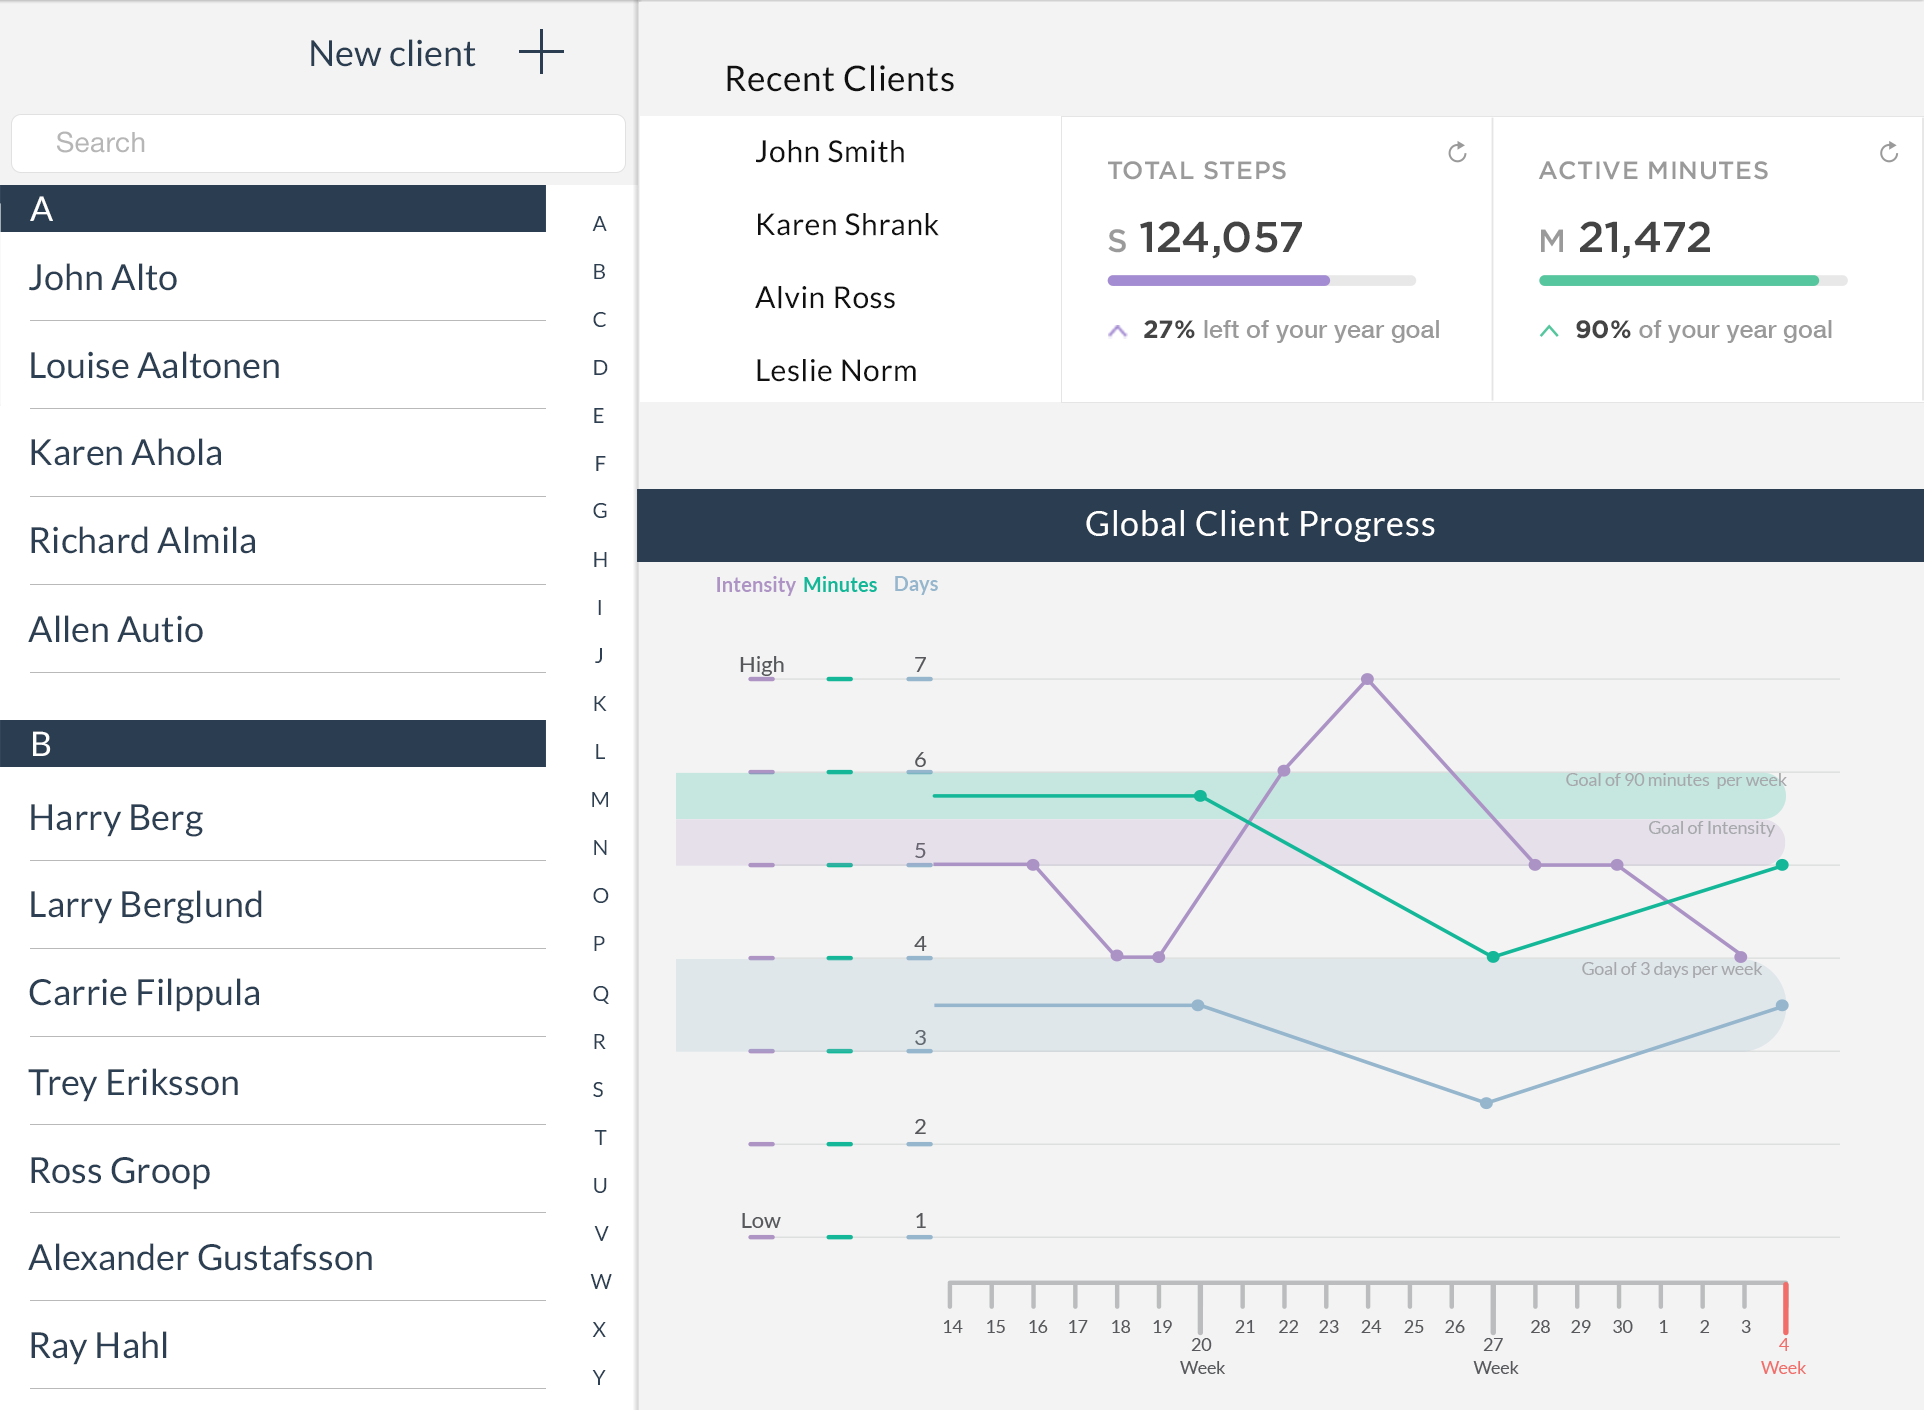 New client
Search
A
John Alto
Louise Aaltonen
Karen Ahola
Richard Almila
Allen Autio
B
Harry Berg
Larry Berglund
Carrie Filppula
Trey Eriksson
Ross Groop
Alexander Gustafsson
Ray Hahl
A
B
C
D
E
F
G
H
I
J
K
L
M
N
O
P
Q
R
S
T
U
V
W
X
Y
Recent Clients
John Smith
Karen Shrank
Alvin Ross
Leslie Norm
TOTAL STEPS
S 124,057
27% left of your year goal
ACTIVE MINUTES
M 21,472
90% of your year goal
Global Client Progress
Intensity Minutes Days
High 7
6
Goal of 90 minutes per week
Goal of Intensity
5
4
Goal of 3 days per week
3
2
Low 1
14 15 16 17 18 19 20 21 22 23 24 25 26 27 28 29 30 1 2 3 4
Week Week Week